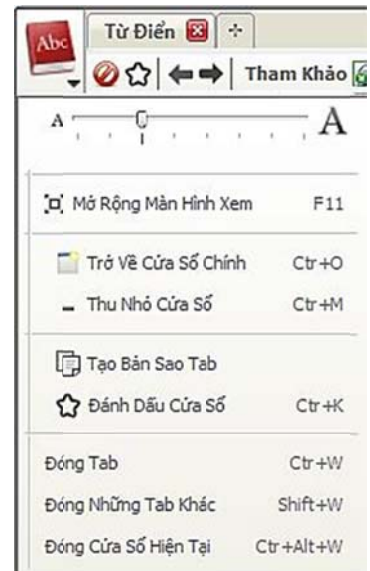 Abc
Từ Điển
Tham Khảo
A A
Mở Rộng Màn Hình Xem F11
Trở Về Cửa Sổ Chính Ctr+O
Thu Nhỏ Cửa Sổ Ctr+M
Tạo Bản Sao Tab
Đánh Dấu Cửa Sổ Ctr+K
Đóng Tab Ctr+W
Đóng Những Tab Khác Shift+W
Đóng Cửa Sổ Hiện Tại Ctr+Alt+W